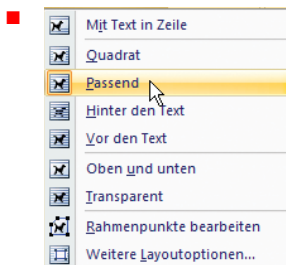 Mit Text in Zeile
Quadrat
Passend
Hinter den Text
Vor den Text
Oben und unten
Transparent
Rahmenpunkte bearbeiten
Weitere Layoutoptionen...